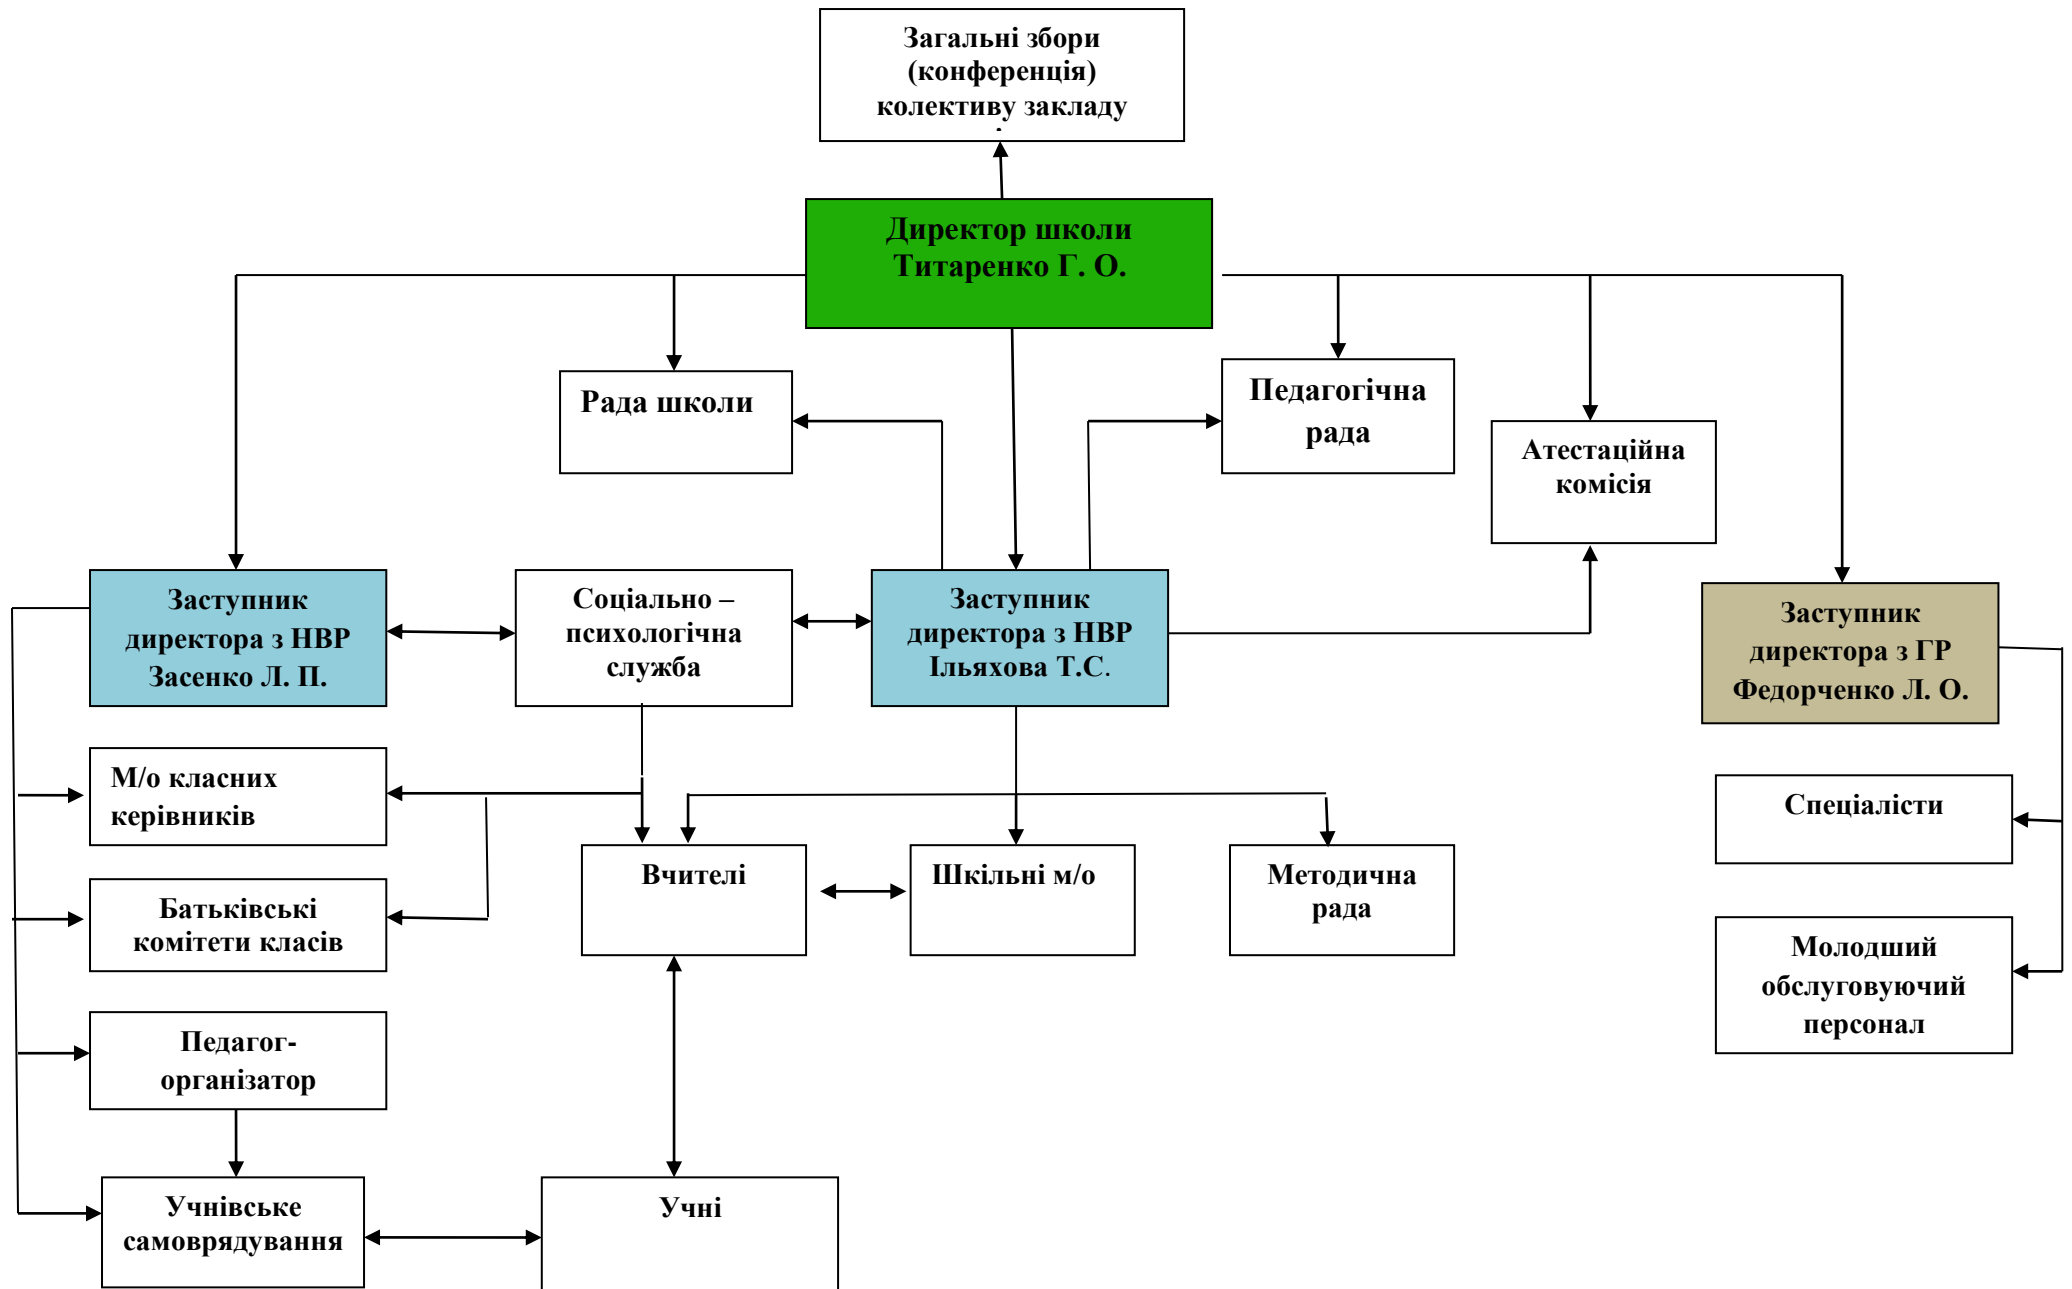 Загальні збори
(конференція)
колективу закладу
.
Директор школи
Титаренко Г. О.
Рада школи
Педагогічна
рада
Атестаційна
комісія
Заступник
директора з НВР
Засенко Л. П.
Соціально –
психологічна
служба
Заступник
директора з НВР
Ільяхова Т.С.
Заступник
директора з ГР
Федорченко Л. О.
М/о класних
керівників
Спеціалісти
Вчителі
Шкільні м/о
Методична
рада
Батьківські
комітети класів
Молодший
обслуговуючий
персонал
Педагог-
організатор
Учнівське
самоврядування
Учні